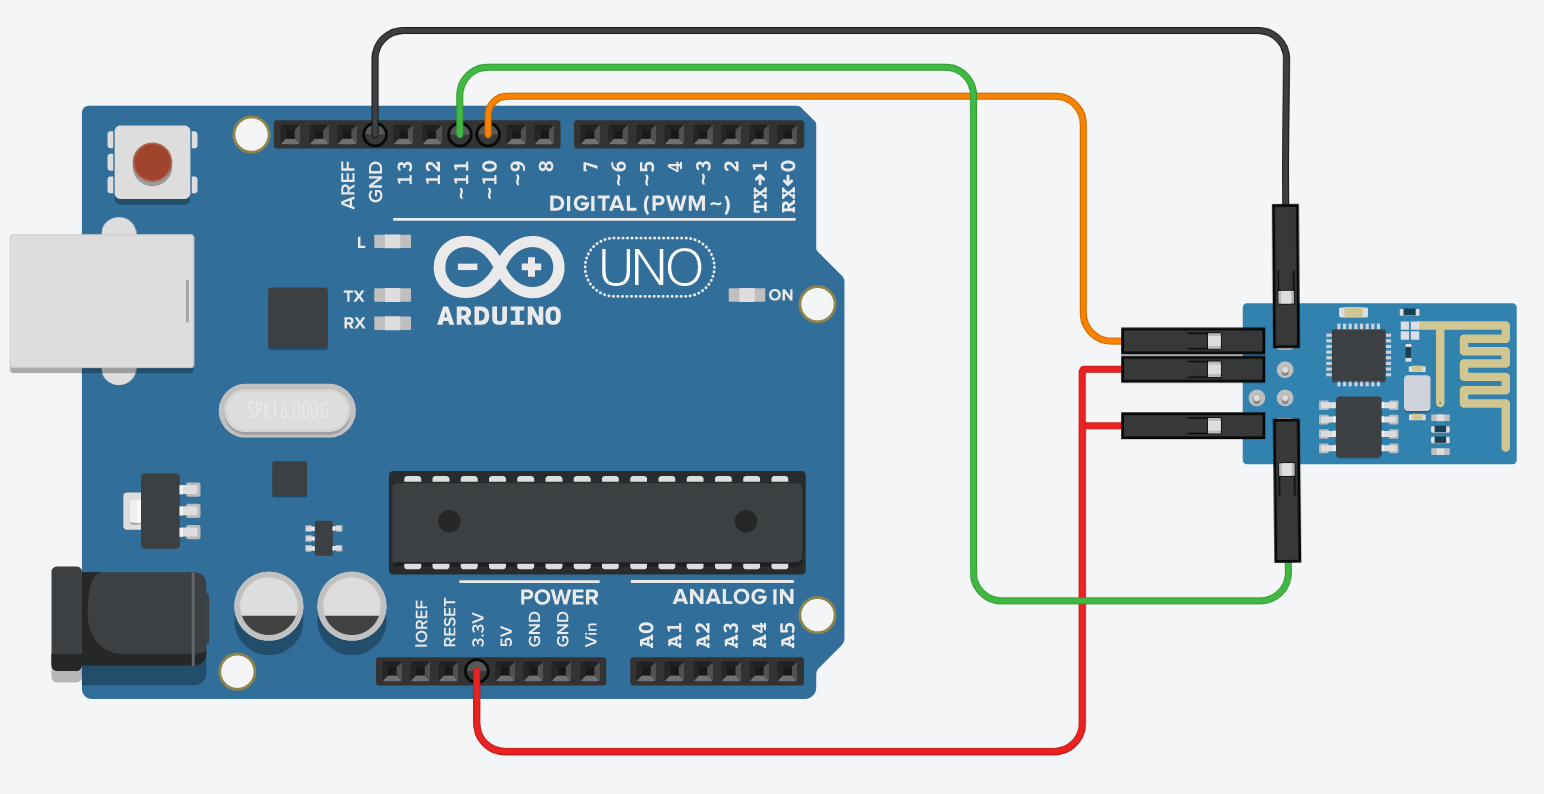 AREF
GND
13
12
~11
~10
~9
8
7
~6
~5
4
~3
2
TX→1
RX←0
DIGITAL (PWM~)
L
TX
RX
ARDUINO
UNO
ON
SPK16.000G
POWER
ANALOG IN
IOREF
RESET
3.3V
5V
GND
GND
Vin
A0
A1
A2
A3
A4
A5